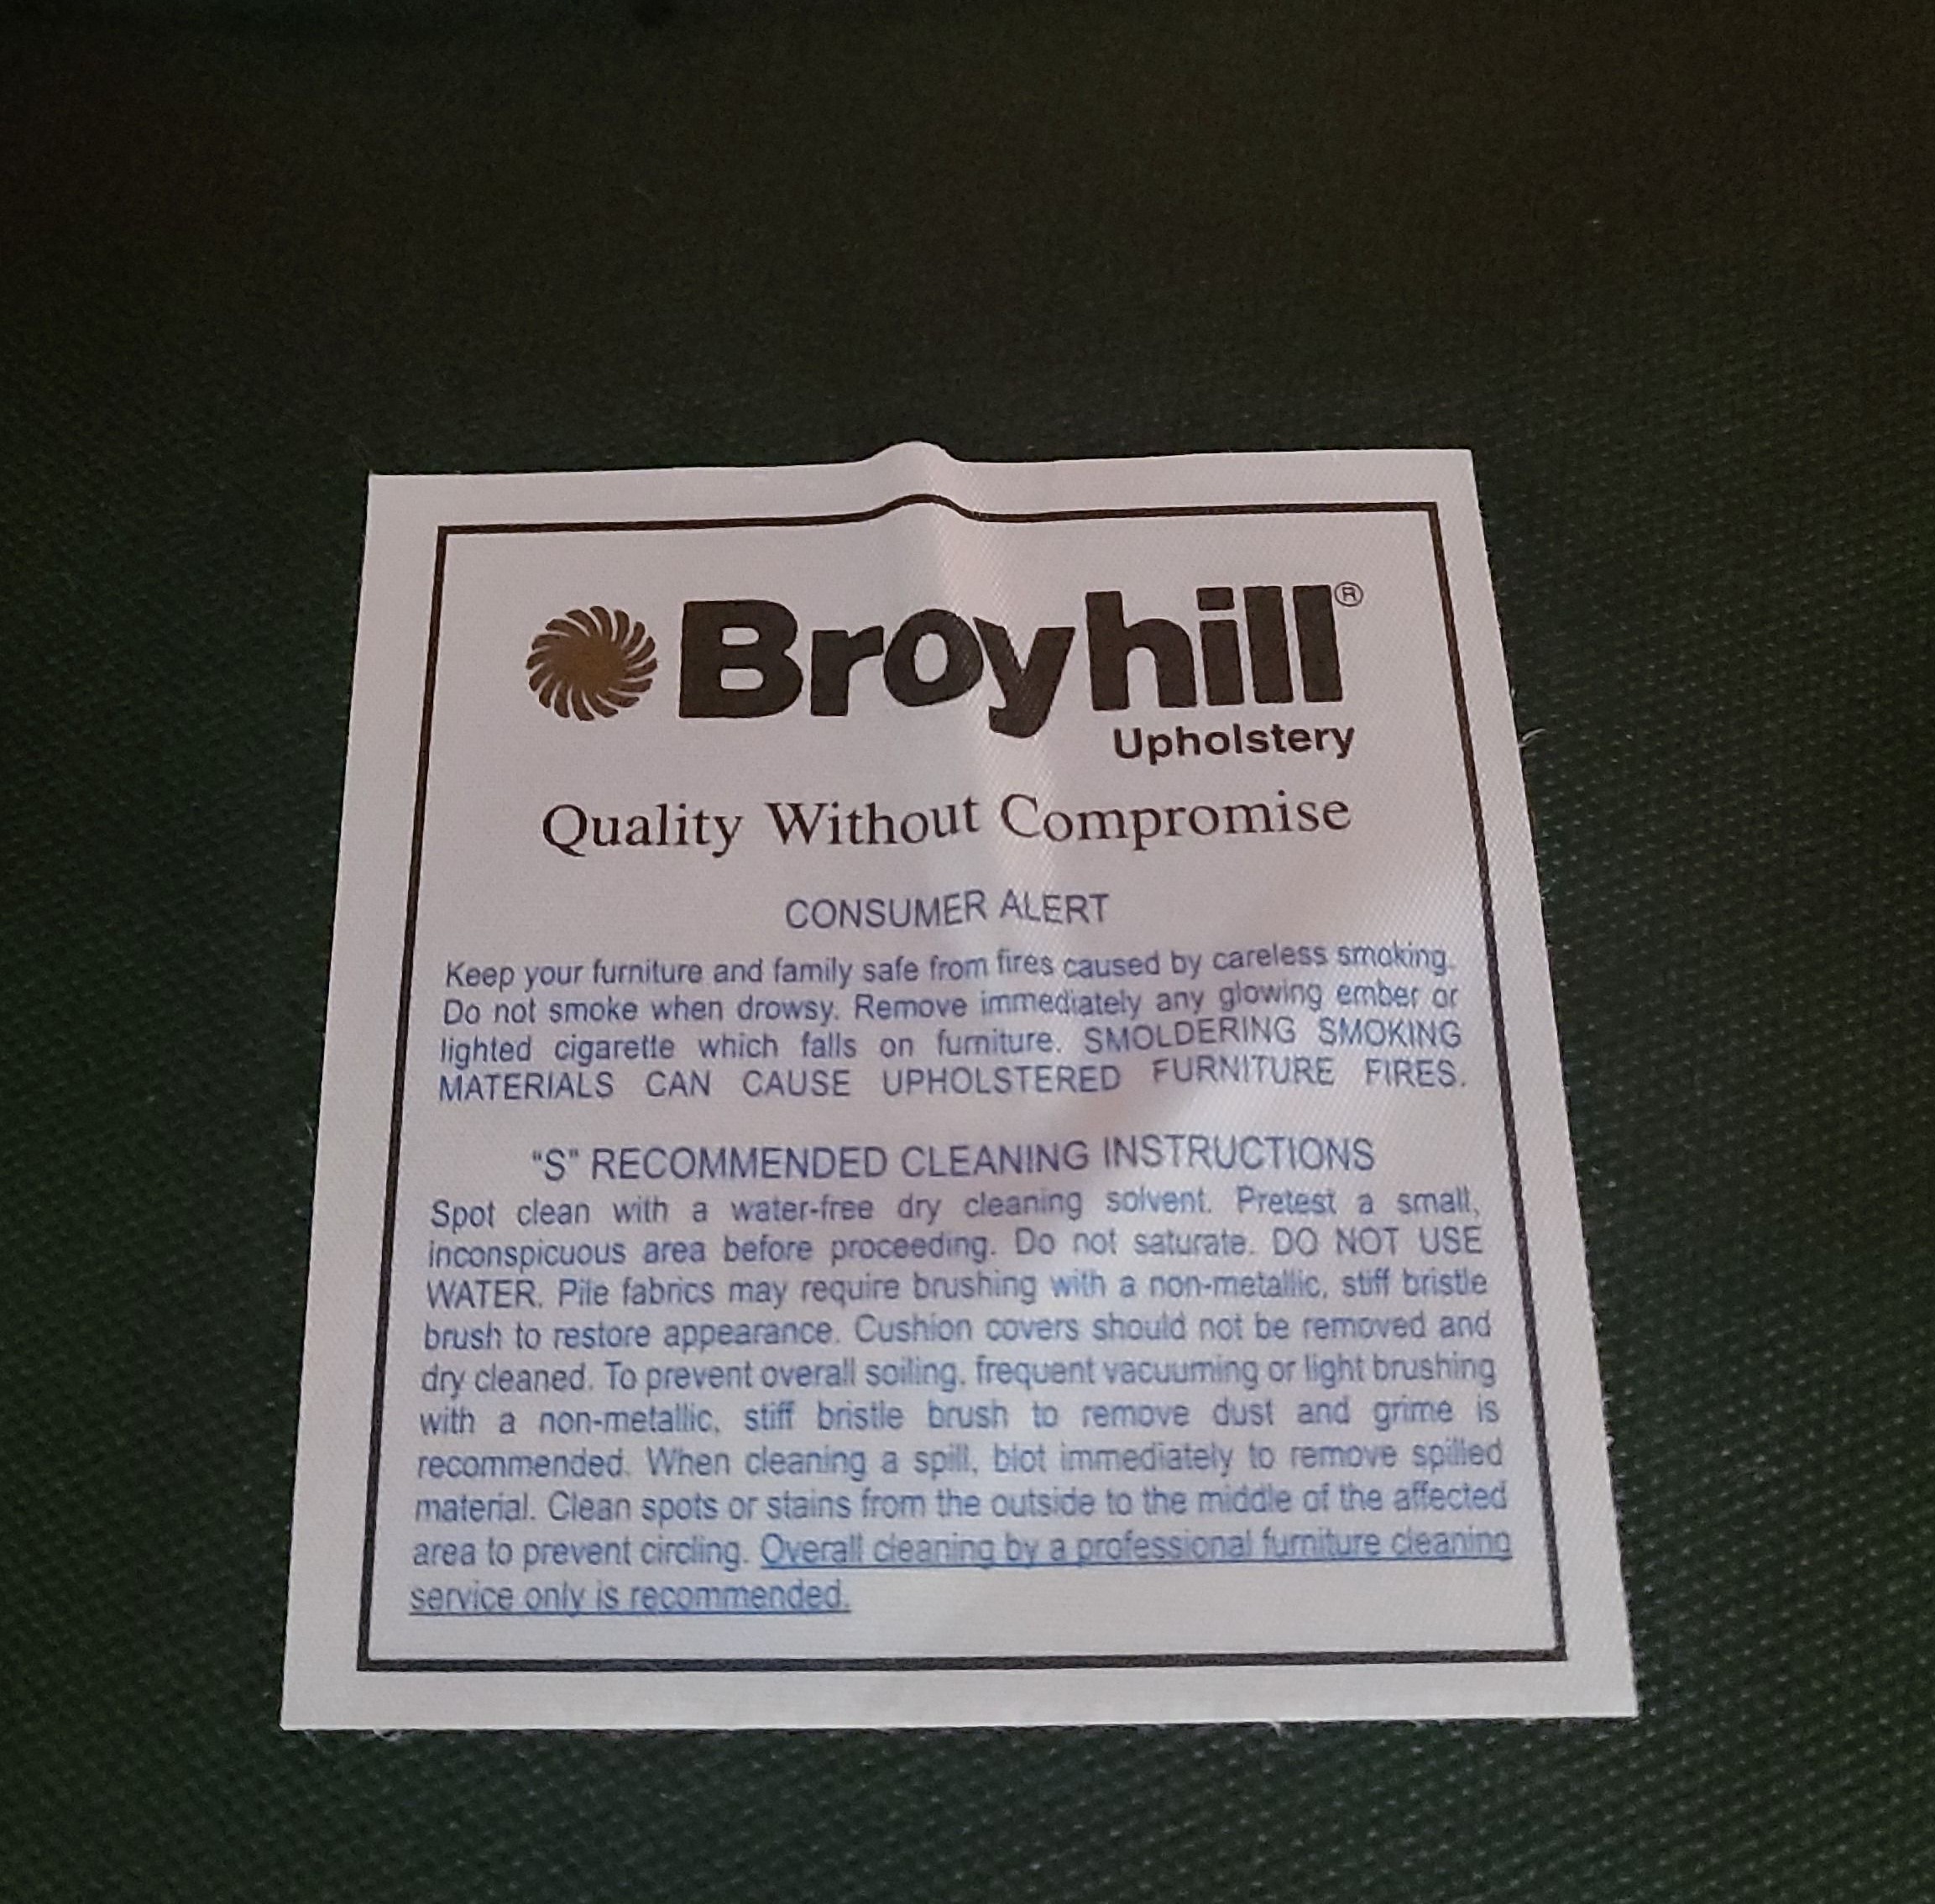 Broyhill®
Upholstery
Quality Without Compromise
CONSUMER ALERT
Keep your furniture and family safe from fires caused by careless smoking.
Do not smoke when drowsy. Remove immediately any glowing ember or
lighted cigarette which falls on furniture. SMOLDERING SMOKING
MATERIALS CAN CAUSE UPHOLSTERED FURNITURE FIRES.
“S” RECOMMENDED CLEANING INSTRUCTIONS
Spot clean with a water-free dry cleaning solvent. Pretest a small,
inconspicuous area before proceeding. Do not saturate. DO NOT USE
WATER. Pile fabrics may require brushing with a non-metallic, stiff bristle
brush to restore appearance. Cushion covers should not be removed and
dry cleaned. To prevent overall soiling, frequent vacuuming or light brushing
with a non-metallic, stiff bristle brush to remove dust and grime is
recommended. When cleaning a spill, blot immediately to remove spilled
material. Clean spots or stains from the outside to the middle of the affected
area to prevent circling. Overall cleaning by a professional furniture cleaning
service only is recommended.